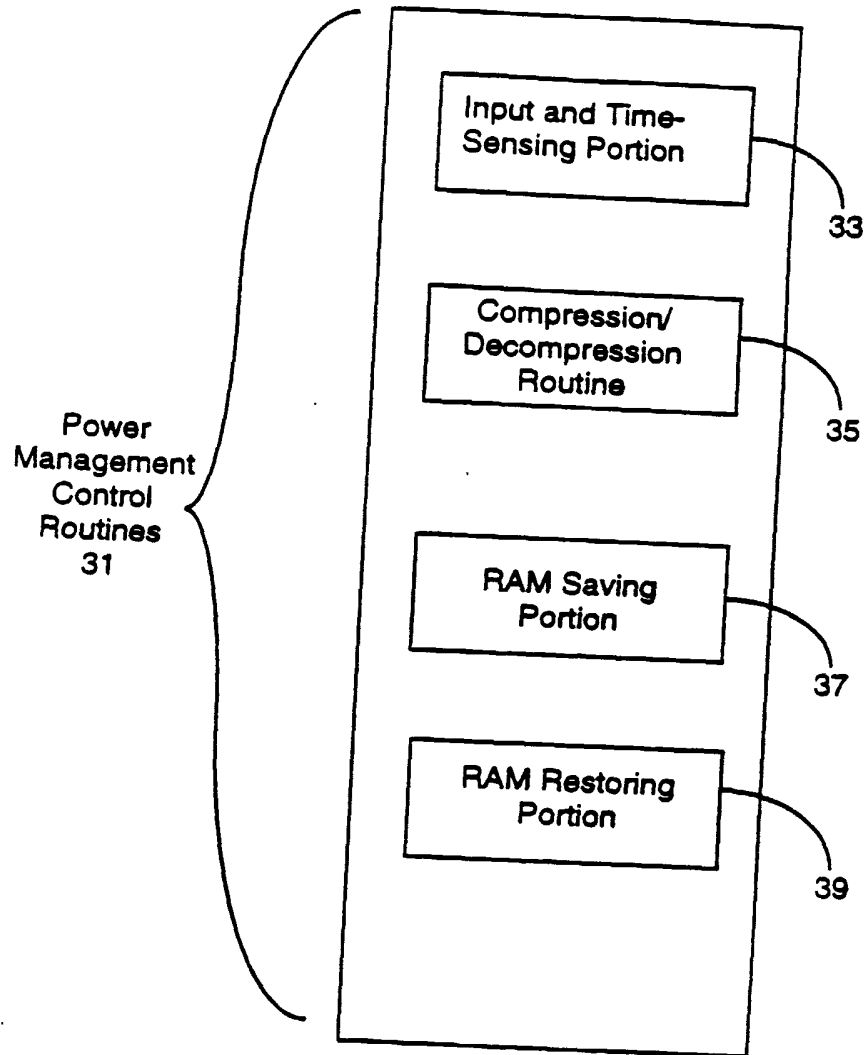 Input and Time-
Sensing Portion
33
Compression/
Decompression
Routine
35
Power
Management
Control
Routines
31
RAM Saving
Portion
37
RAM Restoring
Portion
39